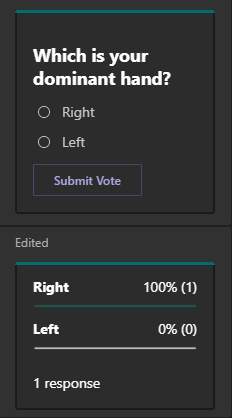 Which is your
dominant hand?
Right
Left
Submit Vote
Edited
Right 100% (1)
Left 0% (0)
1 response